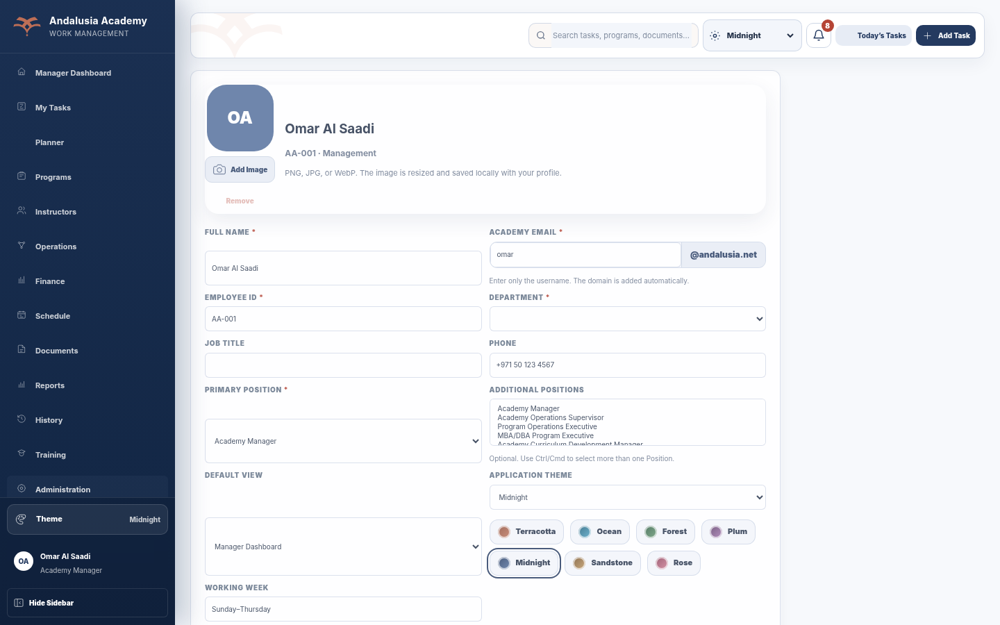 Andalusia Academy
WORK MANAGEMENT
Manager Dashboard
My Tasks
Planner
Programs
Instructors
Operations
Finance
Schedule
Documents
Reports
History
Training
Administration
Theme Midnight
OA Omar Al Saadi
Academy Manager
Hide Sidebar
Search tasks, programs, documents...
Midnight
8
Today's Tasks
Add Task
OA
Omar Al Saadi
AA-001 · Management
Add Image
PNG, JPG, or WebP. The image is resized and saved locally with your profile.
Remove
FULL NAME *
Omar Al Saadi
ACADEMY EMAIL *
omar @andalusia.net
Enter only the username. The domain is added automatically.
EMPLOYEE ID *
AA-001
DEPARTMENT *
JOB TITLE
PHONE
+971 50 123 4567
PRIMARY POSITION *
Academy Manager
ADDITIONAL POSITIONS
Academy Manager
Academy Operations Supervisor
Program Operations Executive
MBA/DBA Program Executive
Academy Curriculum Development Manager
Optional. Use Ctrl/Cmd to select more than one Position.
DEFAULT VIEW
Manager Dashboard
APPLICATION THEME
Midnight
Terracotta Ocean Forest Plum
Midnight Sandstone Rose
WORKING WEEK
Sunday–Thursday